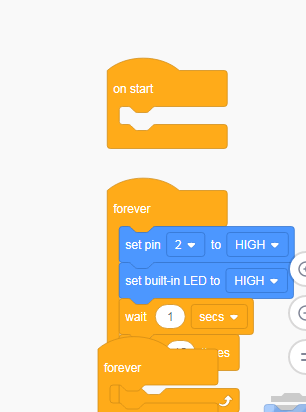 on start
forever
set pin 2 to HIGH
set built-in LED to HIGH
wait 1 secs
forever